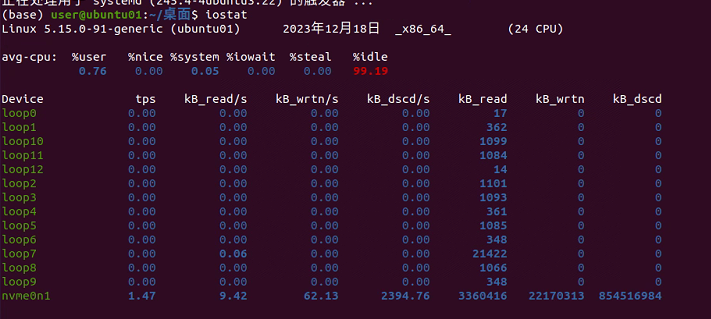 正在处理用于 systemd (245.4-4ubuntu3.22) 的触发器 ...
(base) user@ubuntu01:~/桌面$ iostat
Linux 5.15.0-91-generic (ubuntu01) 2023年12月18日 _x86_64_ (24 CPU)
avg-cpu: %user %nice %system %iowait %steal %idle
0.76 0.00 0.05 0.00 0.00 99.19
Device tps kB_read/s kB_wrtn/s kB_dscd/s kB_read kB_wrtn kB_dscd
loop0 0.00 0.00 0.00 0.00 17 0 0
loop1 0.00 0.00 0.00 0.00 362 0 0
loop10 0.00 0.00 0.00 0.00 1099 0 0
loop11 0.00 0.00 0.00 0.00 1084 0 0
loop12 0.00 0.00 0.00 0.00 14 0 0
loop2 0.00 0.00 0.00 0.00 1101 0 0
loop3 0.00 0.00 0.00 0.00 1093 0 0
loop4 0.00 0.00 0.00 0.00 361 0 0
loop5 0.00 0.00 0.00 0.00 1085 0 0
loop6 0.00 0.00 0.00 0.00 348 0 0
loop7 0.00 0.06 0.00 0.00 21422 0 0
loop8 0.00 0.00 0.00 0.00 1066 0 0
loop9 0.00 0.00 0.00 0.00 348 0 0
nvme0n1 1.47 9.42 62.13 2394.76 3360416 22170313 854516984